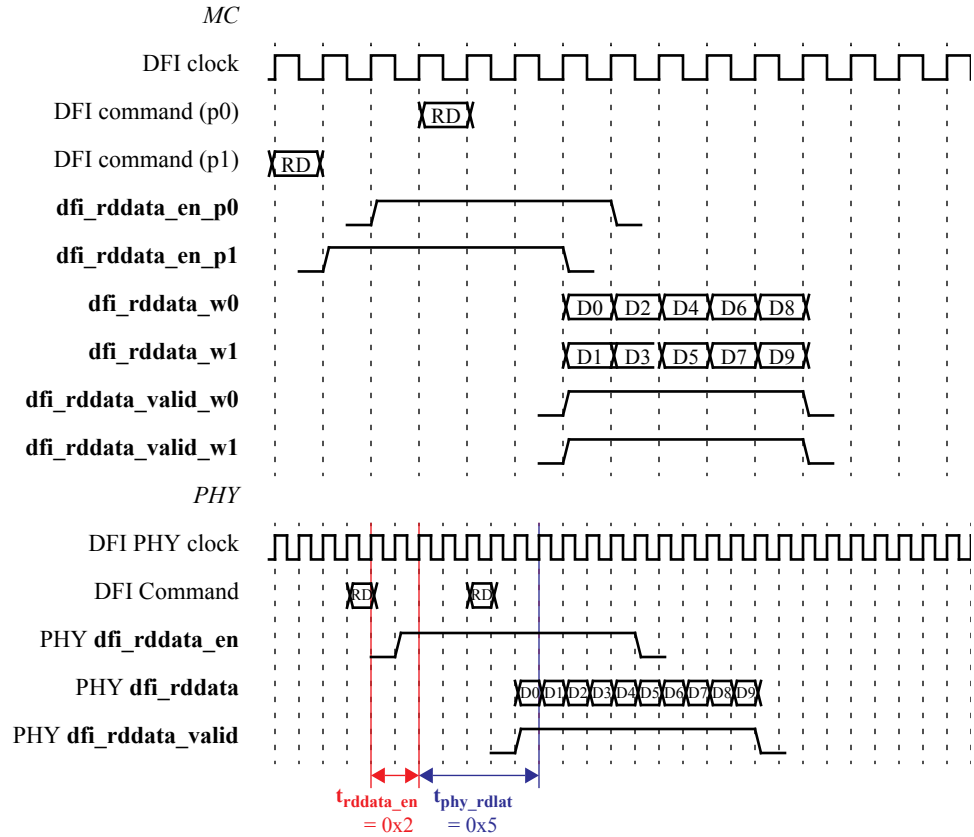 MC
DFI clock
DFI command (p0) RD
DFI command (p1) RD
dfi_rddata_en_p0
dfi_rddata_en_p1
dfi_rddata_w0 D0 D2 D4 D6 D8
dfi_rddata_w1 D1 D3 D5 D7 D9
dfi_rddata_valid_w0
dfi_rddata_valid_w1
PHY
DFI PHY clock
DFI Command RD RD
PHY dfi_rddata_en
PHY dfi_rddata D0 D1 D2 D3 D4 D5 D6 D7 D8 D9
PHY dfi_rddata_valid
trddata_en tphy_rdlat
= 0x2 = 0x5